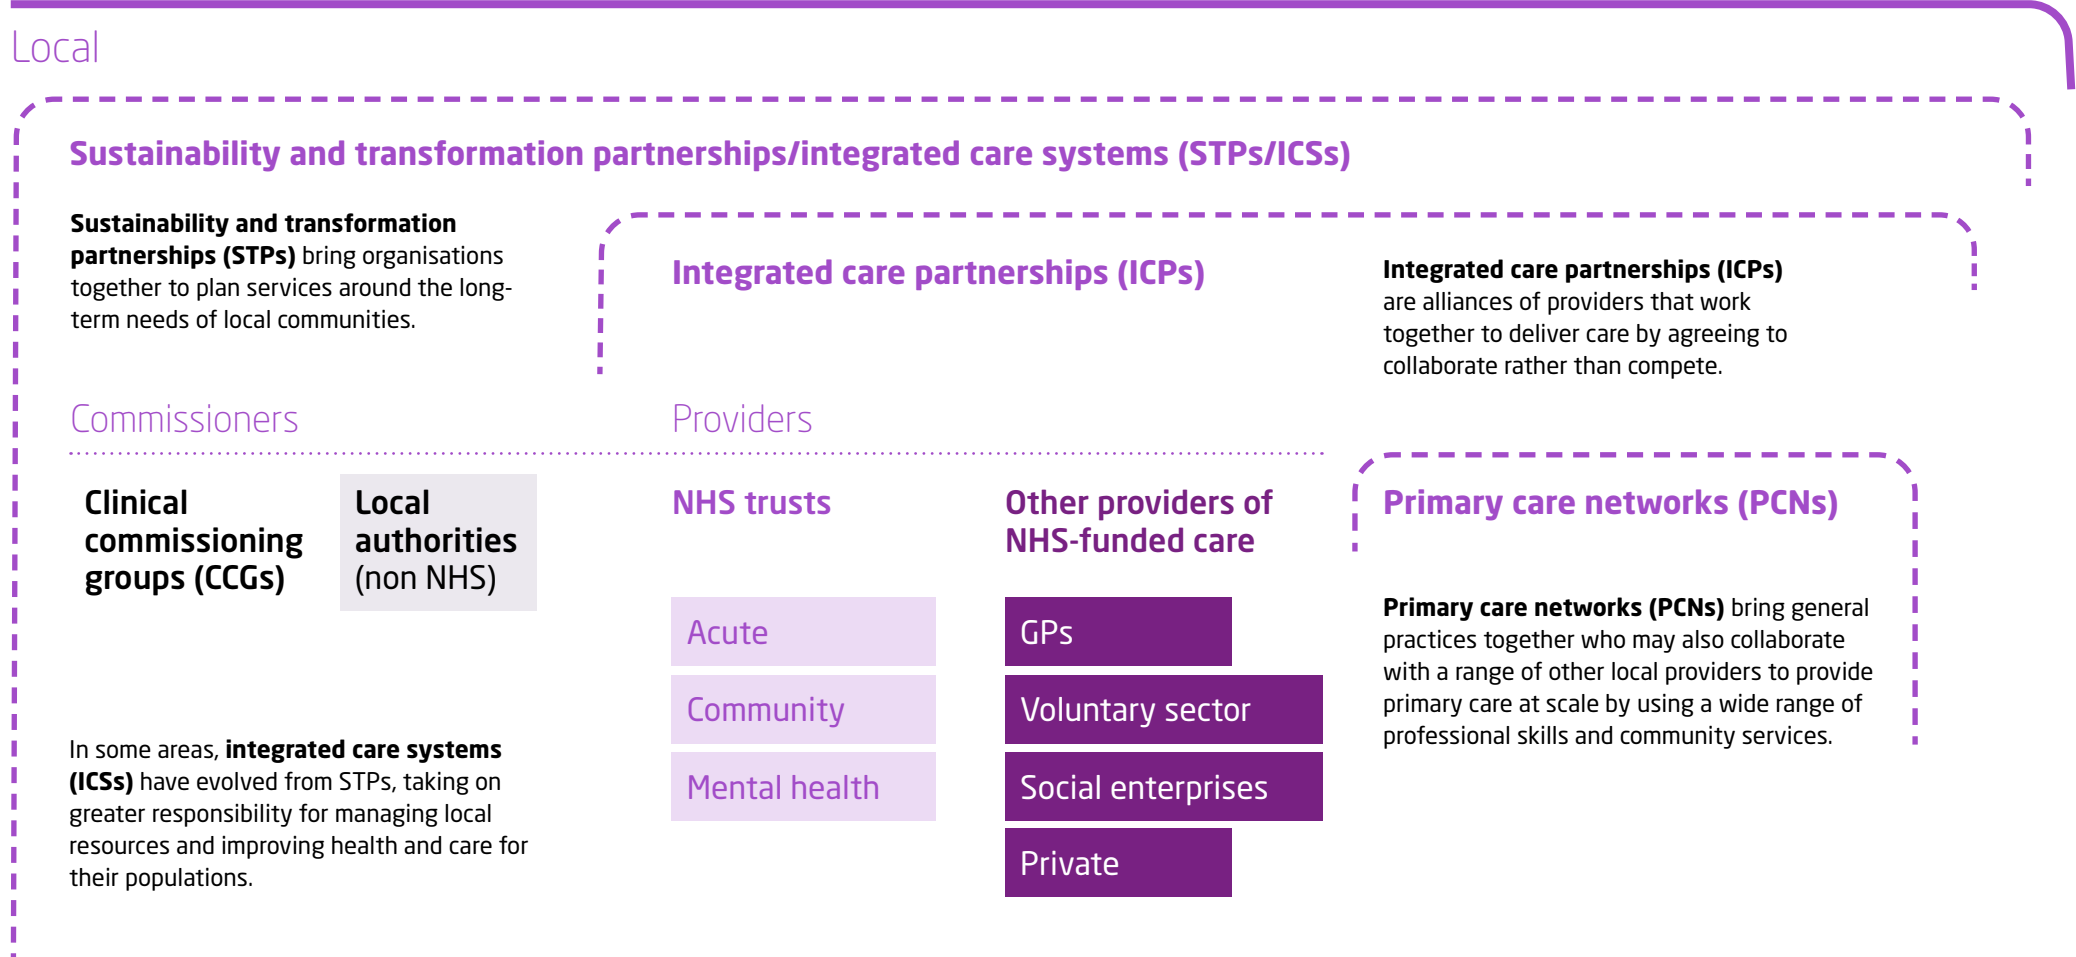 Local
Sustainability and transformation partnerships/integrated care systems (STPs/ICSs)
Sustainability and transformation
partnerships (STPs) bring organisations
together to plan services around the long-
term needs of local communities.
Integrated care partnerships (ICPs)
Integrated care partnerships (ICPs)
are alliances of providers that work
together to deliver care by agreeing to
collaborate rather than compete.
Commissioners
Clinical
commissioning
groups (CCGs)
Local
authorities
(non NHS)
In some areas, integrated care systems
(ICSs) have evolved from STPs, taking on
greater responsibility for managing local
resources and improving health and care for
their populations.
Providers
NHS trusts
Acute
Community
Mental health
Other providers of
NHS-funded care
GPs
Voluntary sector
Social enterprises
Private
Primary care networks (PCNs)
Primary care networks (PCNs) bring general
practices together who may also collaborate
with a range of other local providers to provide
primary care at scale by using a wide range of
professional skills and community services.